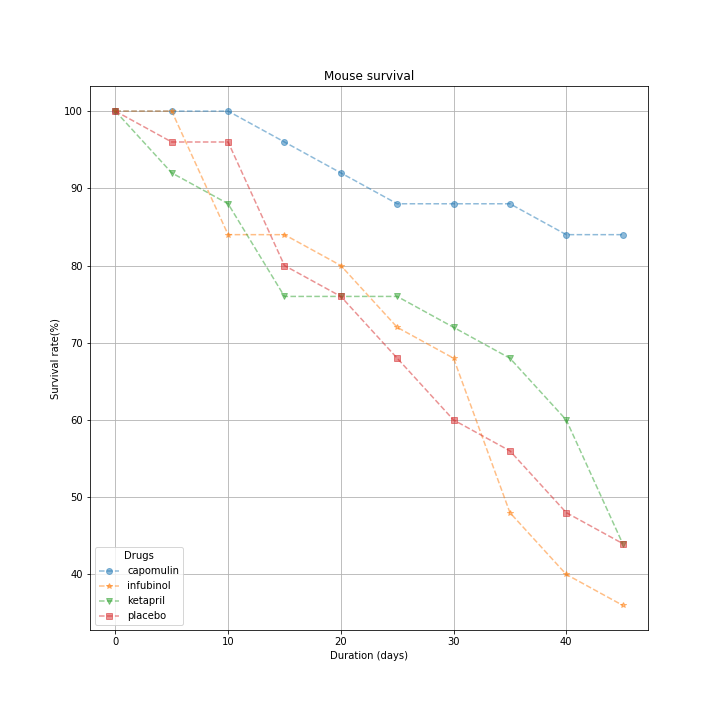 Mouse survival
100
90
80
70
60
50
40
Survival rate(%)
Drugs
capomulin
infubinol
ketapril
placebo
0 10 20 30 40
Duration (days)